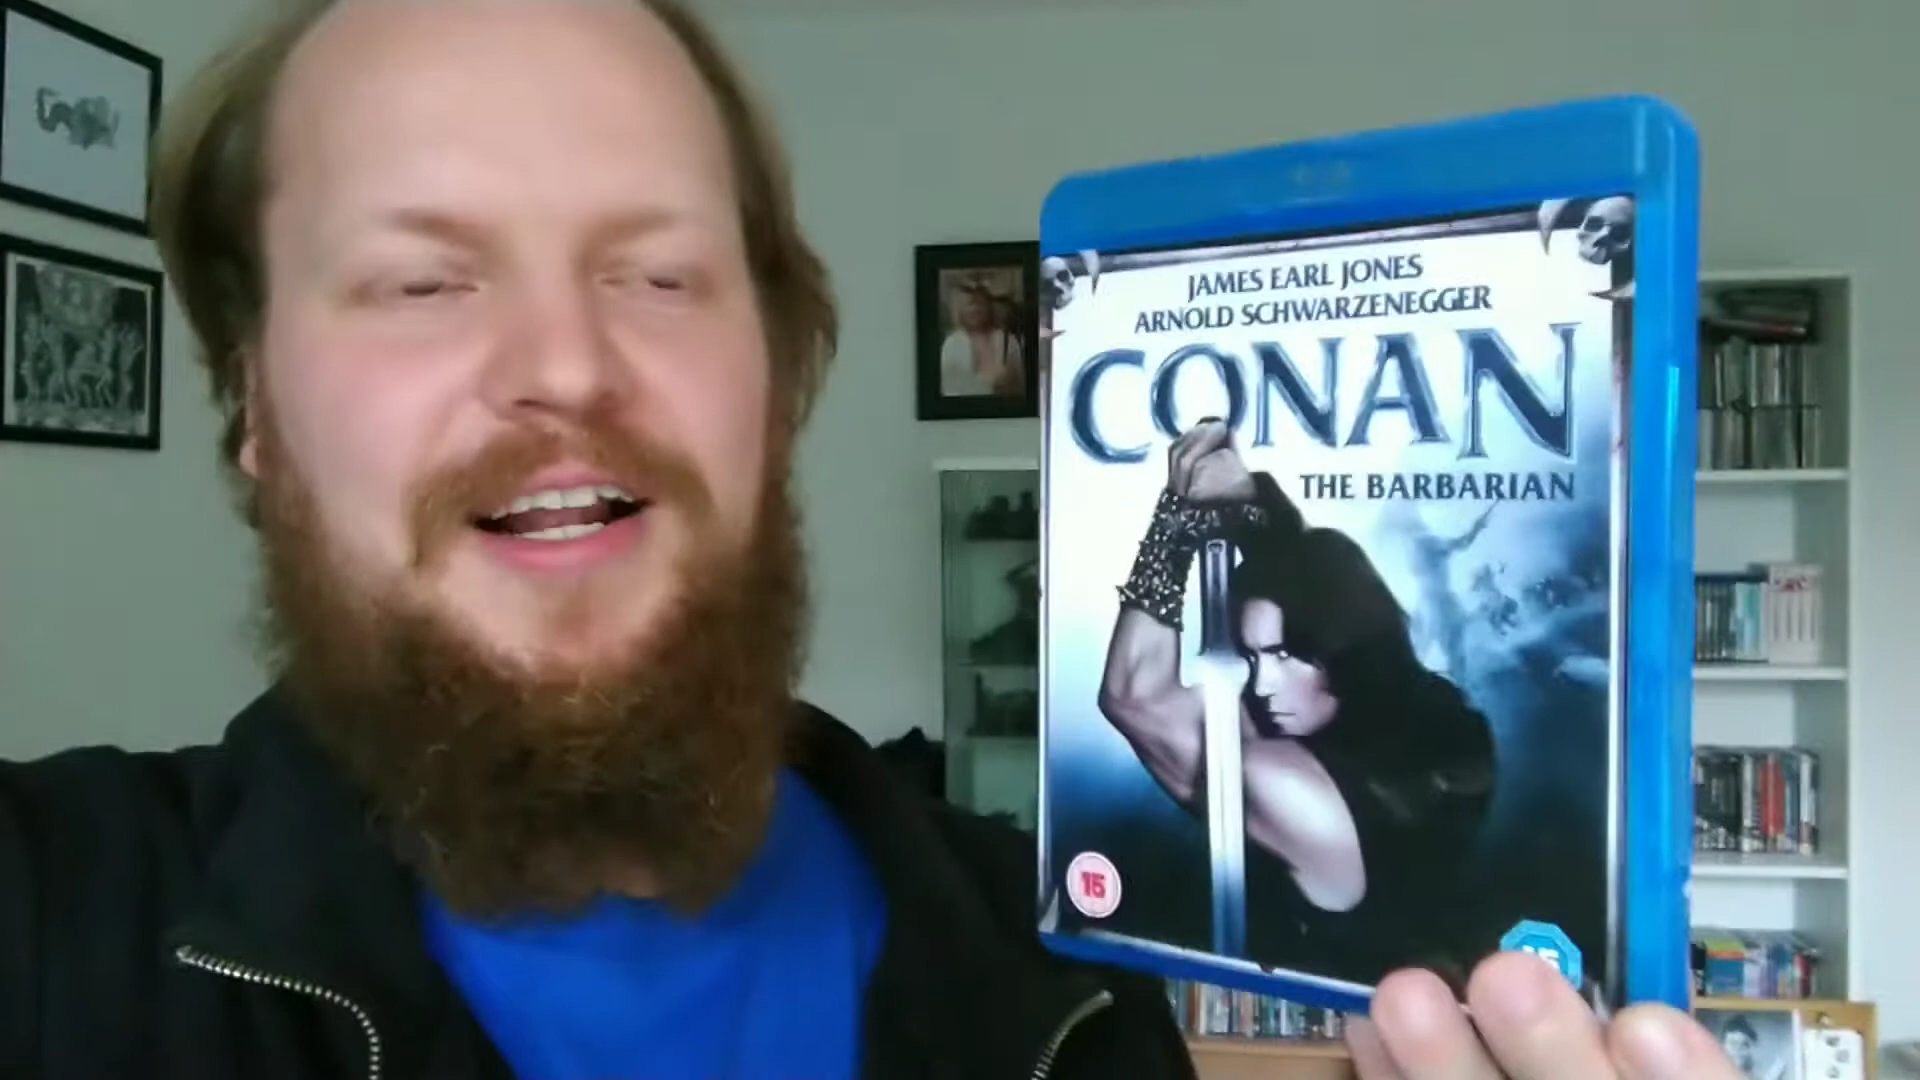 JAMES EARL JONES
ARNOLD SCHWARZENEGGER
CONAN
THE BARBARIAN
15